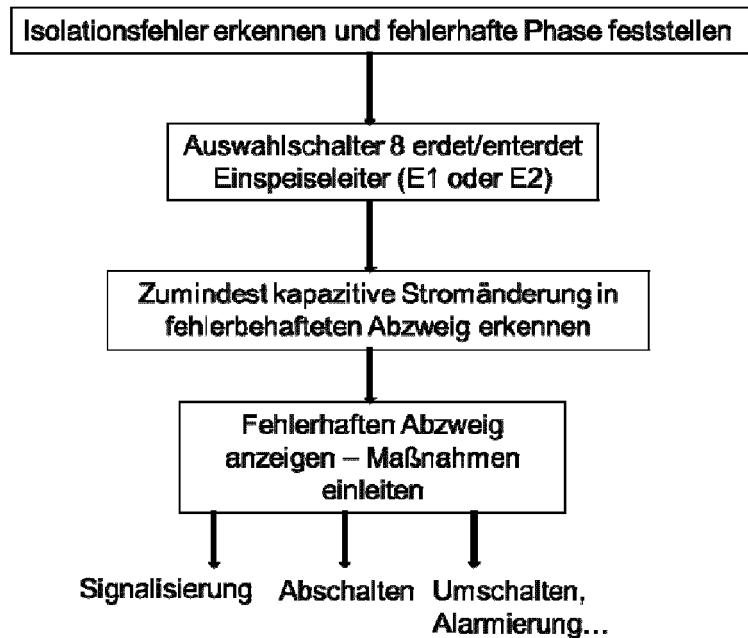 Isolationsfehler erkennen und fehlerhafte Phase feststellen
Auswahlschalter 8 erdet/enterdet
Einspeiseleiter (E1 oder E2)
Zumindest kapazitive Stromänderung in
fehlerbehafteten Abzweig erkennen
Fehlerhaften Abzweig
anzeigen – Maßnahmen
einleiten
Signalisierung Abschalten Umschalten,
Alarmierung...